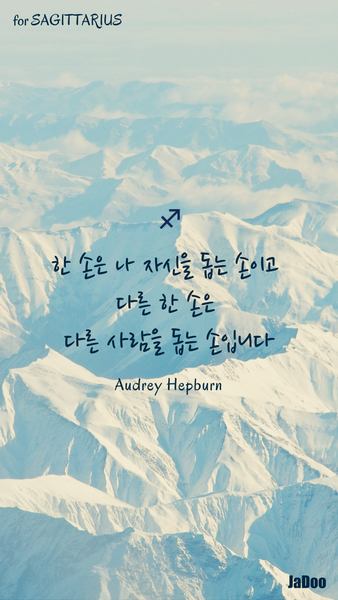 for SAGITTARIUS
♐
한 손은 나 자신을 돕는 손이고
다른 한 손은
다른 사람을 돕는 손입니다
Audrey Hepburn
JaDoo